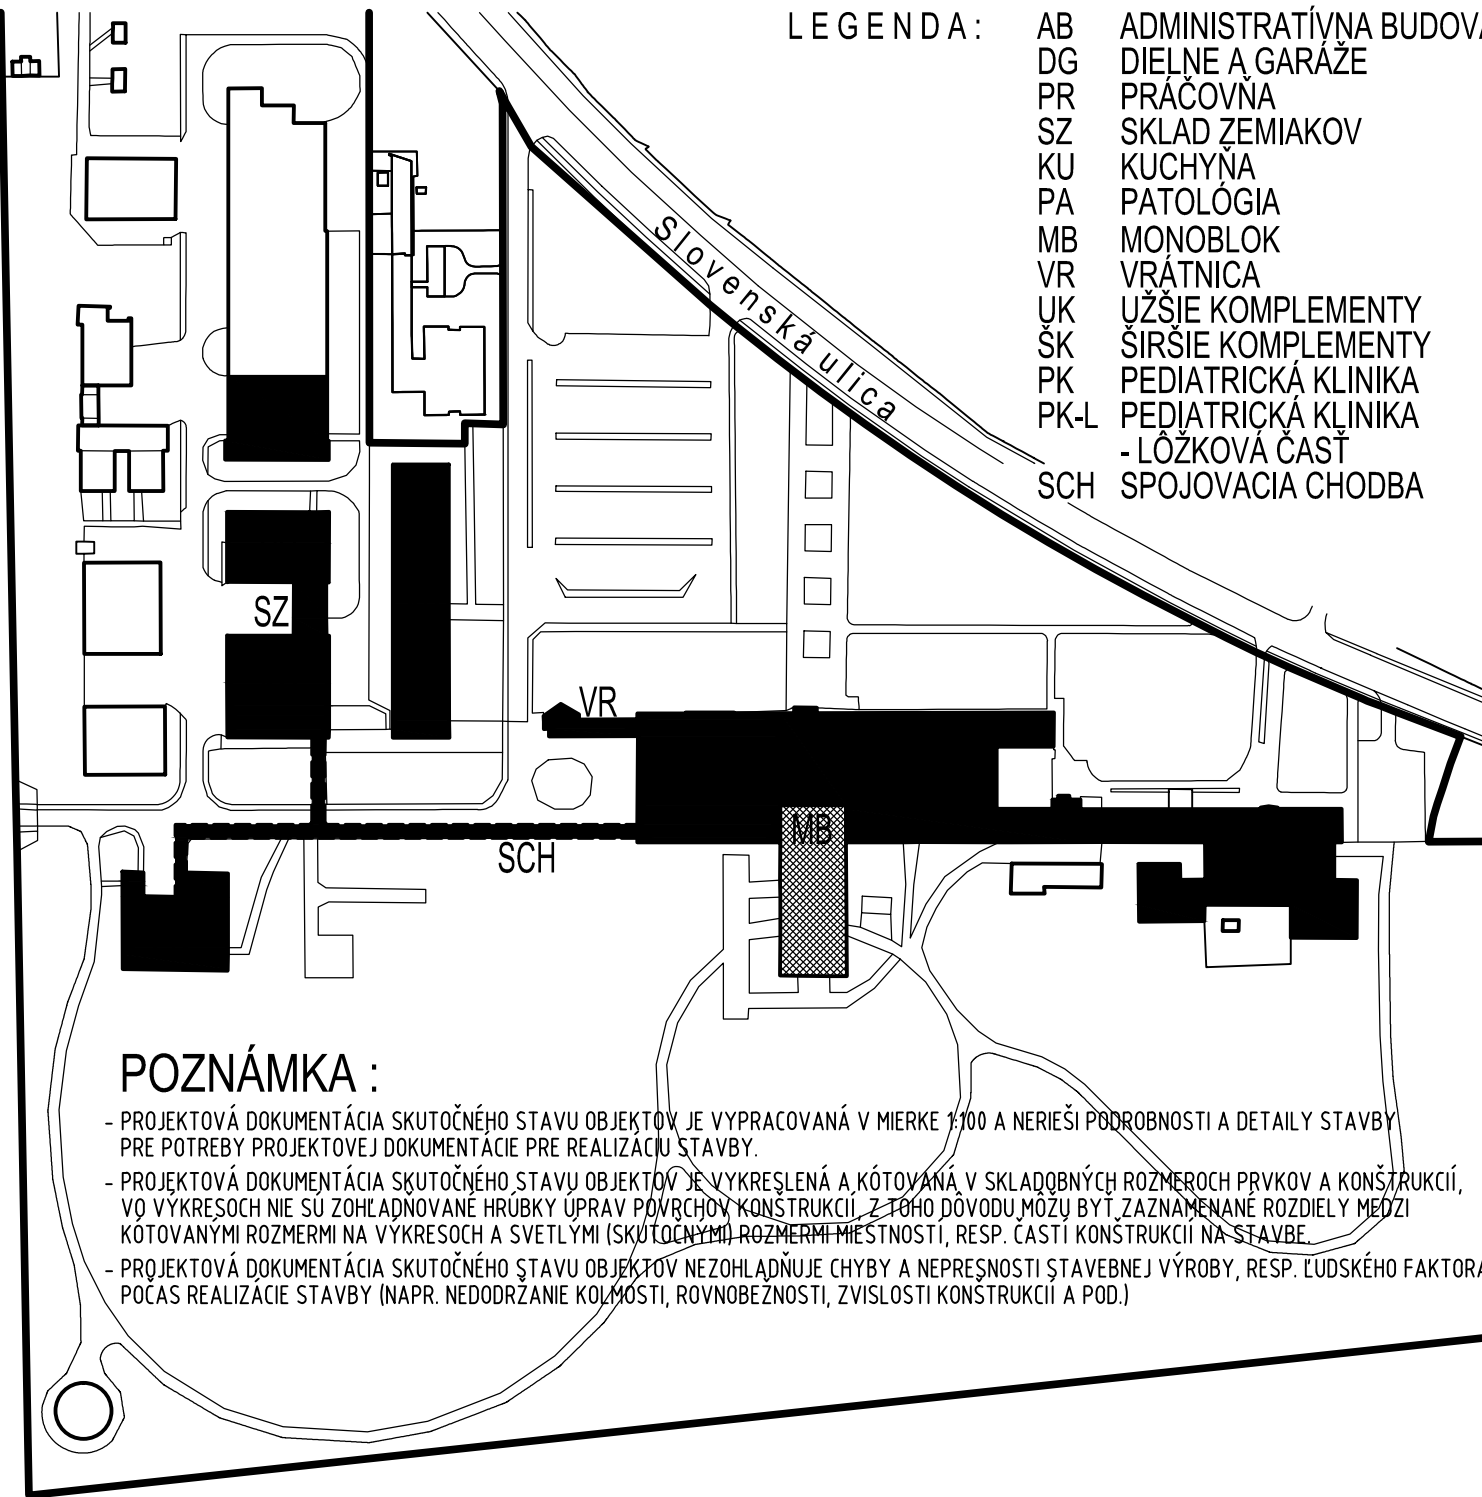 LEGENDA:
AB ADMINISTRATÍVNA BUDOVA
DG DIELNE A GARÁŽE
PR PRÁČOVŇA
SZ SKLAD ZEMIAKOV
KU KUCHYŇA
PA PATOLÓGIA
MB MONOBLOK
VR VRÁTNICA
UK UŽŠIE KOMPLEMENTY
ŠK ŠIRŠIE KOMPLEMENTY
PK PEDIATRICKÁ KLINIKA
PK-L PEDIATRICKÁ KLINIKA
- LÔŽKOVÁ ČASŤ
SCH SPOJOVACIA CHODBA
Slovenská ulica
SZ
VR
MB
SCH
POZNÁMKA :
- PROJEKTOVÁ DOKUMENTÁCIA SKUTOČNÉHO STAVU OBJEKTOV JE VYPRACOVANÁ V MIERKE 1:100 A NERIEŠI PODROBNOSTI A DETAILY STAVBY
PRE POTREBY PROJEKTOVEJ DOKUMENTÁCIE PRE REALIZÁCIU STAVBY.
- PROJEKTOVÁ DOKUMENTÁCIA SKUTOČNÉHO STAVU OBJEKTOV JE VYKRESLENÁ A KÓTOVANÁ V SKLADOBNÝCH ROZMEROCH PRVKOV A KONŠTRUKCIÍ,
VO VÝKRESOCH NIE SÚ ZOHĽADŇOVANÉ HRÚBKY ÚPRAV POVRCHOV KONŠTRUKCIÍ, Z TOHO DÔVODU MÔŽU BYŤ ZAZNAMENANÉ ROZDIELY MEDZI
KÓTOVANÝMI ROZMERMI NA VÝKRESOCH A SVETLÝMI (SKUTOČNÝMI) ROZMERMI MIESTNOSTÍ, RESP. ČASTÍ KONŠTRUKCIÍ NA STAVBE.
- PROJEKTOVÁ DOKUMENTÁCIA SKUTOČNÉHO STAVU OBJEKTOV NEZOHĽADŇUJE CHYBY A NEPRESNOSTI STAVEBNEJ VÝROBY, RESP. ĽUDSKÉHO FAKTORA
POČAS REALIZÁCIE STAVBY (NAPR. NEDODRŽANIE KOLMOSTI, ROVNOBEŽNOSTI, ZVISLOSTI KONŠTRUKCIÍ A POD.)